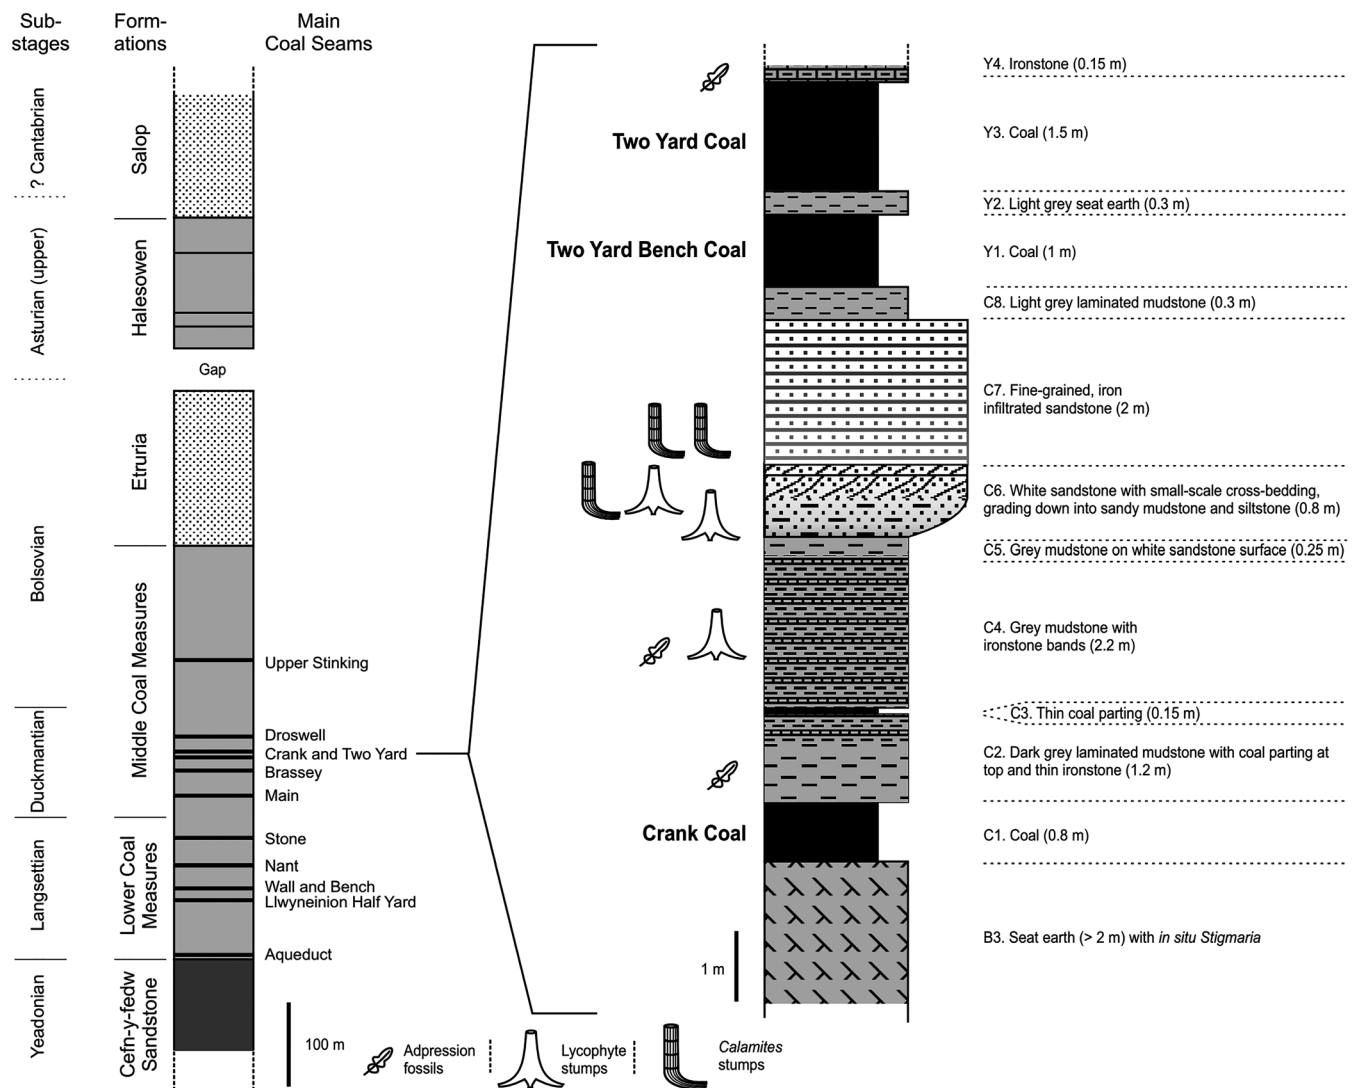 Sub-
stages
Form-
ations
Main
Coal Seams
? Cantabrian
Asturian (upper)
Bolsovian
Duckmantian
Langsettian
Yeadonian
Salop
Halesowen
Gap
Etruria
Middle Coal Measures
Lower Coal
Measures
Cefn-y-fedw
Sandstone
Upper Stinking
Droswell
Crank and Two Yard
Brassey
Main
Stone
Nant
Wall and Bench
Llwyneinion Half Yard
Aqueduct
100 m
Two Yard Coal
Two Yard Bench Coal
Crank Coal
1 m
Y4. Ironstone (0.15 m)
Y3. Coal (1.5 m)
Y2. Light grey seat earth (0.3 m)
Y1. Coal (1 m)
C8. Light grey laminated mudstone (0.3 m)
C7. Fine-grained, iron
infiltrated sandstone (2 m)
C6. White sandstone with small-scale cross-bedding,
grading down into sandy mudstone and siltstone (0.8 m)
C5. Grey mudstone on white sandstone surface (0.25 m)
C4. Grey mudstone with
ironstone bands (2.2 m)
C3. Thin coal parting (0.15 m)
C2. Dark grey laminated mudstone with coal parting at
top and thin ironstone (1.2 m)
C1. Coal (0.8 m)
B3. Seat earth (> 2 m) with in situ Stigmaria
Adpression
fossils
Lycophyte
stumps
Calamites
stumps